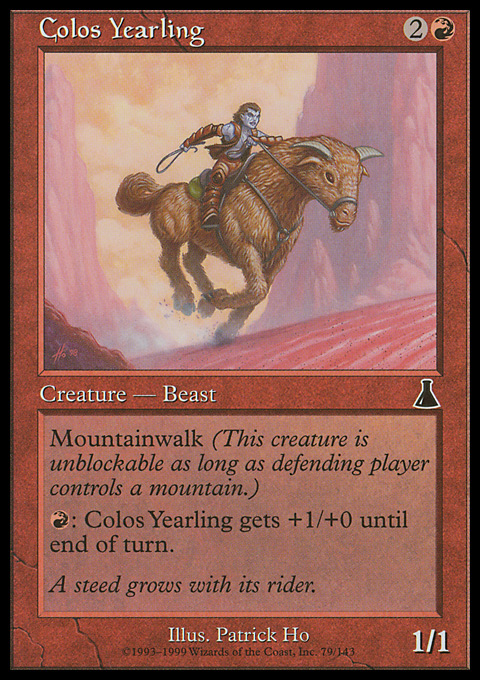 Colos Yearling 2
Creature — Beast
Mountainwalk (This creature is
unblockable as long as defending player
controls a mountain.)
: Colos Yearling gets +1/+0 until
end of turn.
A steed grows with its rider.
Illus. Patrick Ho
©1993–1999 Wizards of the Coast, Inc. 79/143
1/1